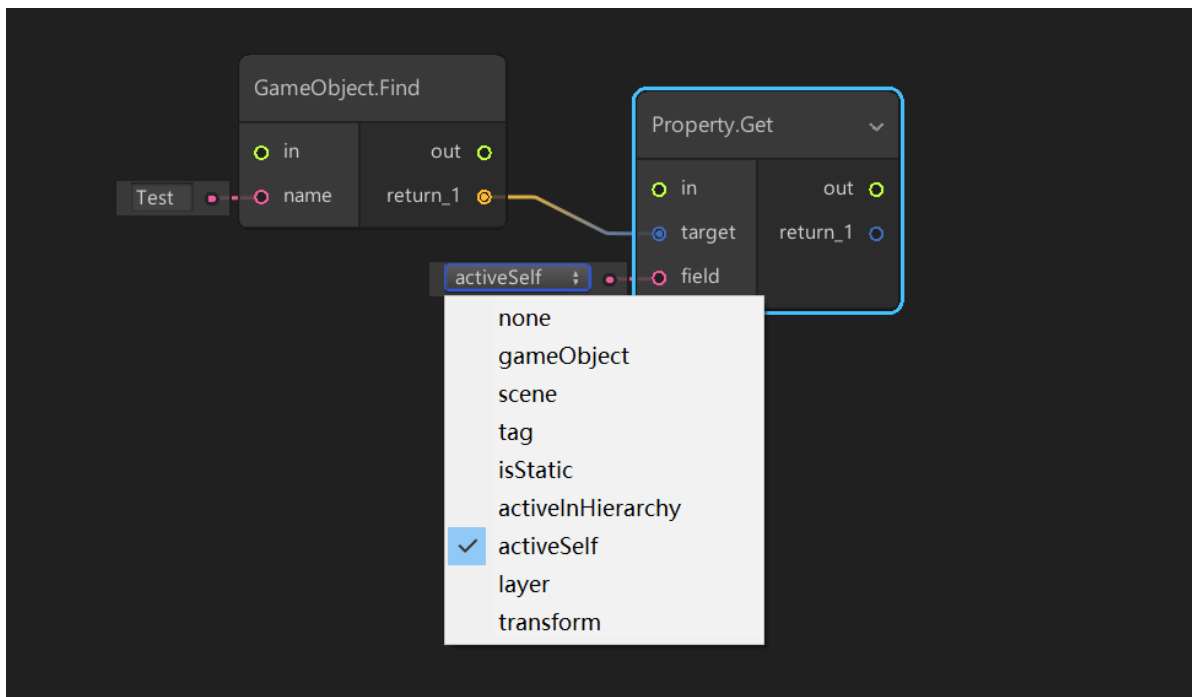 GameObject.Find
in out
Test name return_1
Property.Get
in out
target return_1
activeSelf field
none
gameObject
scene
tag
isStatic
activeInHierarchy
activeSelf
layer
transform